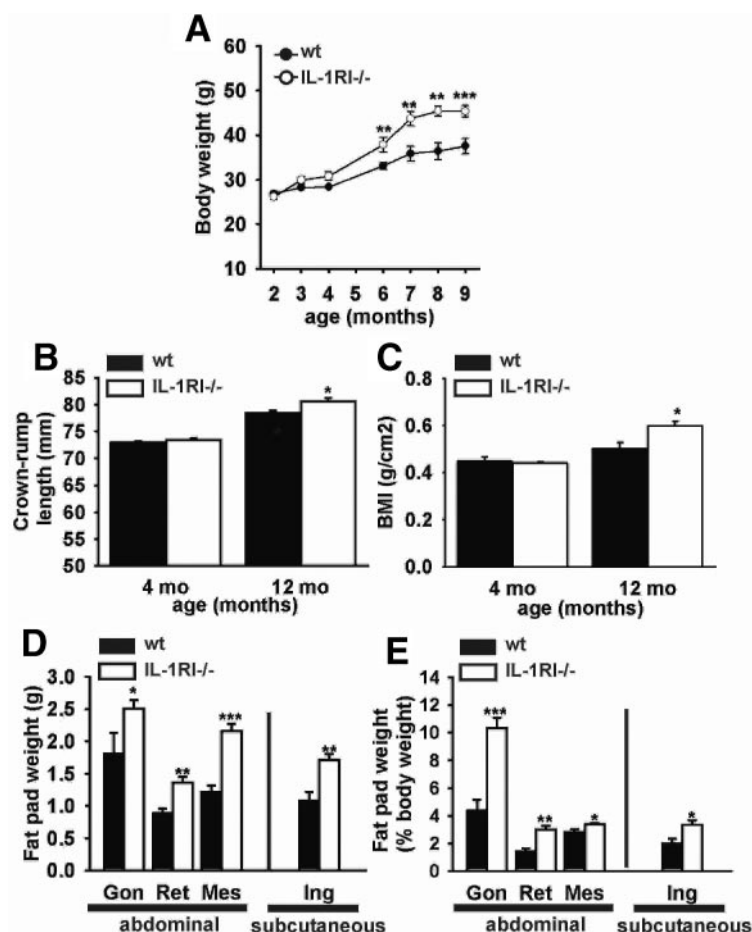 A
wt
IL-1RI-/-
Body weight (g)
60
50
40
30
20
10
** ** ** ***
2 3 4 5 6 7 8 9
age (months)
B
wt
IL-1RI-/-
Crown-rump
length (mm)
85
80
75
70
65
60
55
50
*
4 mo 12 mo
age (months)
C
wt
IL-1RI-/-
BMI (g/cm2)
0.8
0.6
0.4
0.2
0.0
*
4 mo 12 mo
age (months)
D
wt
IL-1RI-/-
Fat pad weight (g)
3.0
2.5
2.0
1.5
1.0
0.5
0.0
* ** *** **
Gon Ret Mes Ing
abdominal subcutaneous
E
wt
IL-1RI-/-
Fat pad weight
(% body weight)
14
12
10
8
6
4
2
0
*** ** * *
Gon Ret Mes Ing
abdominal subcutaneous